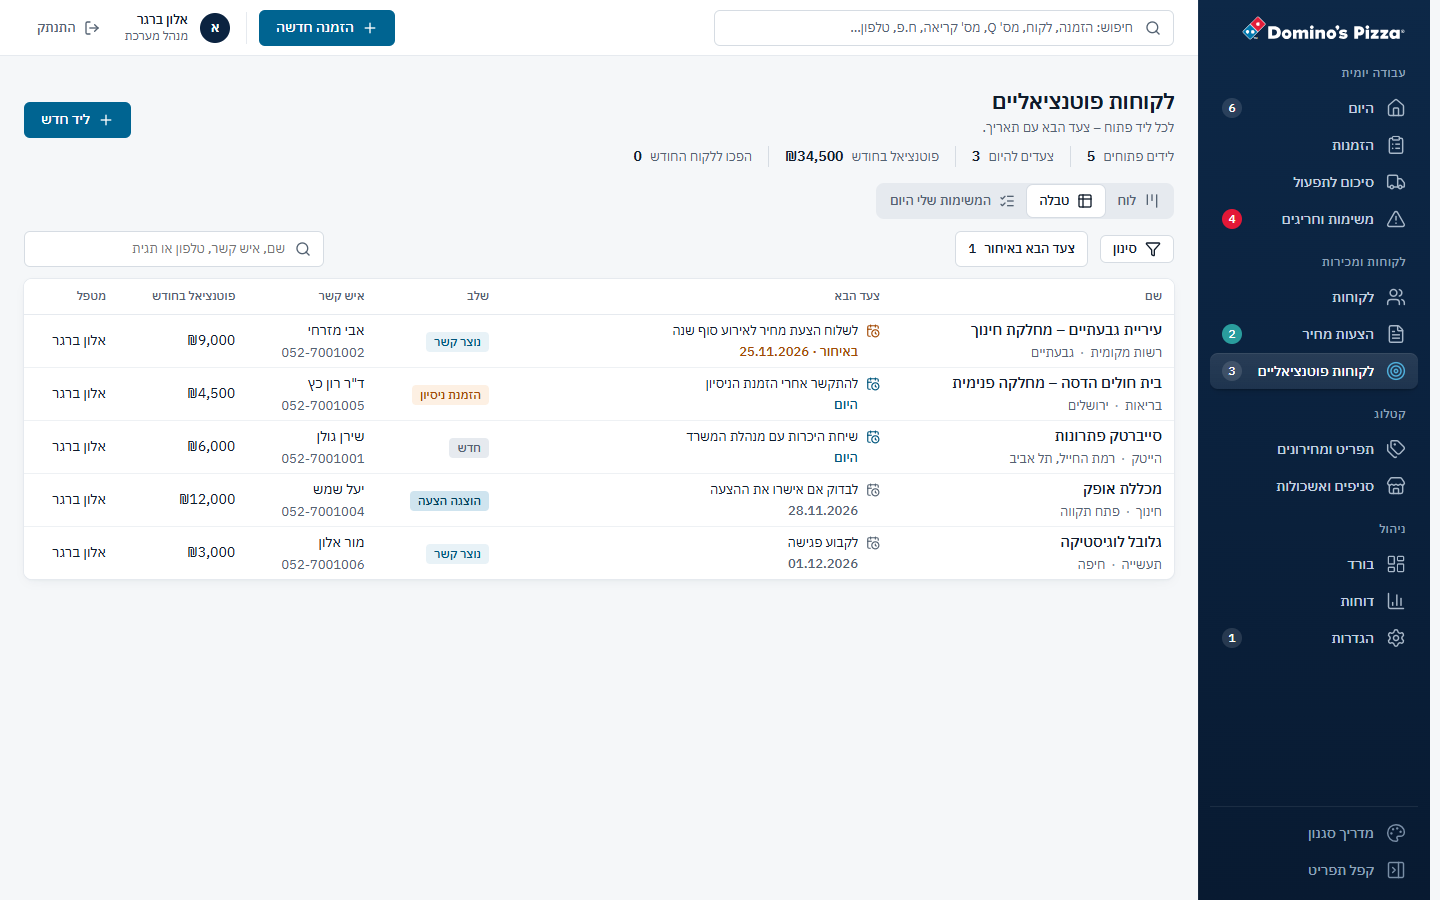 Domino's Pizza
עבודה יומית
היום 6
הזמנות
סיכום לתפעול
משימות וחריגים 4
לקוחות ומכירות
לקוחות
הצעות מחיר 2
לקוחות פוטנציאליים 3
קטלוג
תפריט ומחירונים
סניפים ואשכולות
ניהול
בורד
דוחות
הגדרות 1
מדריך סגנון
קפל תפריט
חיפוש: הזמנה, לקוח, מס' Q, מס' קריאה, ח.פ, טלפון...
הזמנה חדשה
א
אלון ברגר
מנהל מערכת
התנתק
לקוחות פוטנציאליים
לכל ליד פתוח – צעד הבא עם תאריך.
ליד חדש
לידים פתוחים 5 צעדים להיום 3 פוטנציאל בחודש ₪34,500 הפכו ללקוח החודש 0
לוח טבלה המשימות שלי היום
סינון צעד הבא באיחור 1
שם, איש קשר, טלפון או תגית
שם צעד הבא שלב איש קשר פוטנציאל בחודש מטפל
עיריית גבעתיים – מחלקת חינוך לשלוח הצעת מחיר לאירוע סוף שנה נוצר קשר אבי מזרחי ₪9,000 אלון ברגר
רשות מקומית · גבעתיים באיחור · 25.11.2026 052-7001002
בית חולים הדסה – מחלקה פנימית להתקשר אחרי הזמנת הניסיון הזמנת ניסיון ד"ר רון כץ ₪4,500 אלון ברגר
בריאות · ירושלים היום 052-7001005
סייברטק פתרונות שיחת היכרות עם מנהלת המשרד חדש שירן גולן ₪6,000 אלון ברגר
הייטק · רמת החייל, תל אביב היום 052-7001001
מכללת אופק לבדוק אם אישרו את ההצעה הוצגה הצעה יעל שמש ₪12,000 אלון ברגר
חינוך · פתח תקווה 28.11.2026 052-7001004
גלובל לוגיסטיקה לקבוע פגישה נוצר קשר מור אלון ₪3,000 אלון ברגר
תעשייה · חיפה 01.12.2026 052-7001006